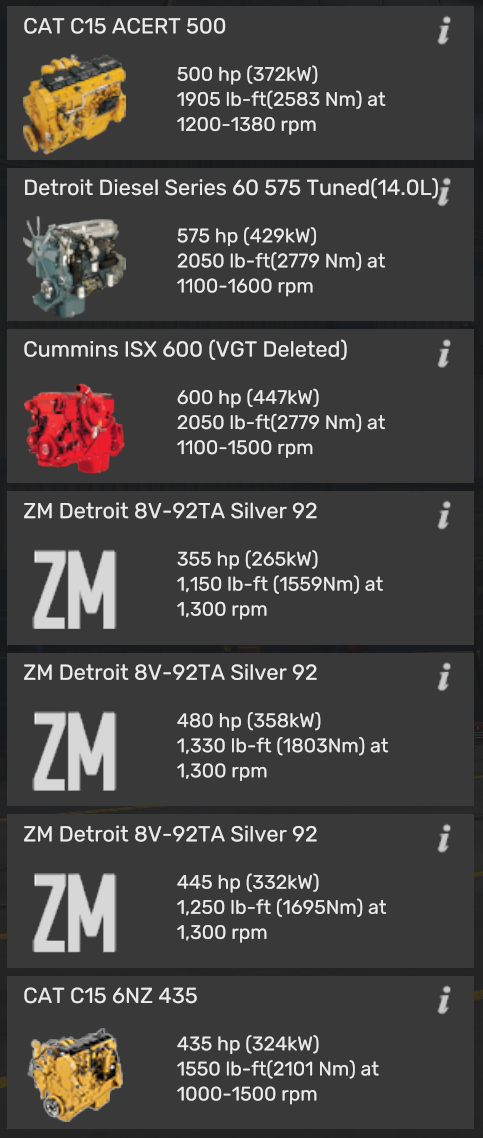 CAT C15 ACERT 500
i
500 hp (372kW)
1905 lb-ft(2583 Nm) at
1200-1380 rpm
Detroit Diesel Series 60 575 Tuned(14.0L)
i
575 hp (429kW)
2050 lb-ft(2779 Nm) at
1100-1600 rpm
Cummins ISX 600 (VGT Deleted)
i
600 hp (447kW)
2050 lb-ft(2779 Nm) at
1100-1500 rpm
ZM Detroit 8V-92TA Silver 92
i
ZM
355 hp (265kW)
1,150 lb-ft (1559Nm) at
1,300 rpm
ZM Detroit 8V-92TA Silver 92
i
ZM
480 hp (358kW)
1,330 lb-ft (1803Nm) at
1,300 rpm
ZM Detroit 8V-92TA Silver 92
i
ZM
445 hp (332kW)
1,250 lb-ft (1695Nm) at
1,300 rpm
CAT C15 6NZ 435
i
435 hp (324kW)
1550 lb-ft(2101 Nm) at
1000-1500 rpm